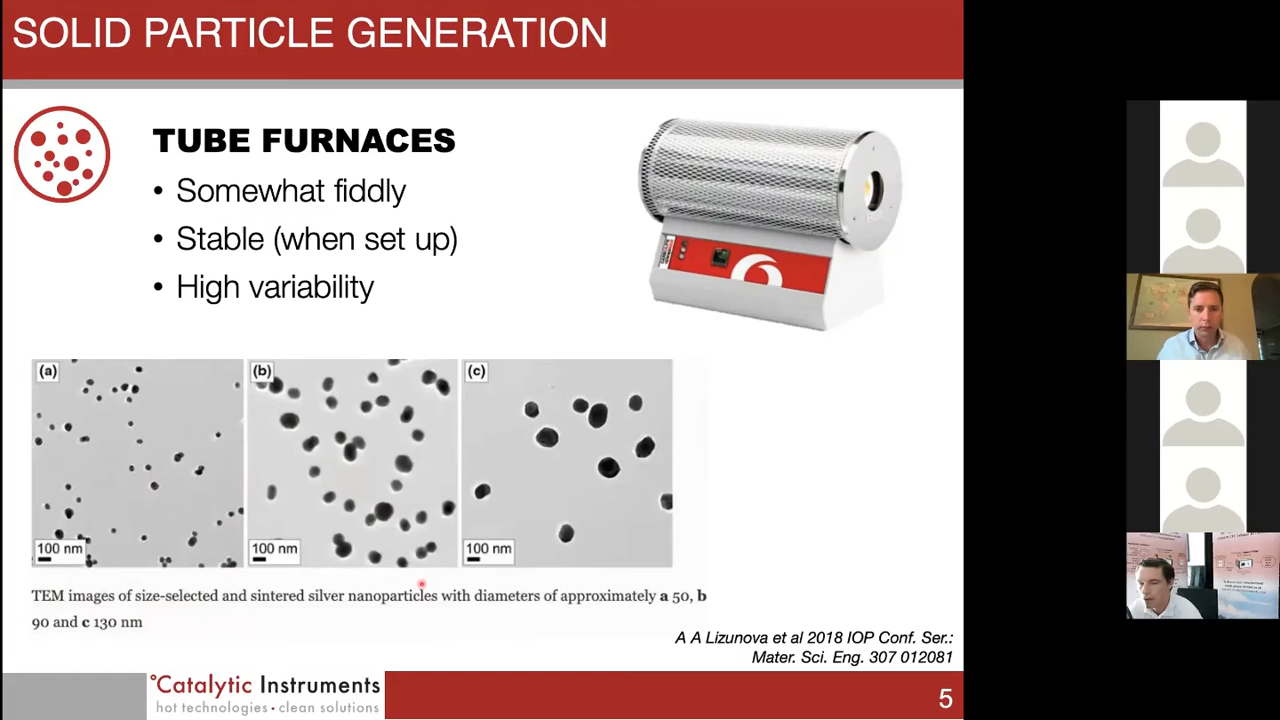 SOLID PARTICLE GENERATION
TUBE FURNACES
• Somewhat fiddly
• Stable (when set up)
• High variability
(a)
(b)
(c)
100 nm
100 nm
100 nm
TEM images of size-selected and sintered silver nanoparticles with diameters of approximately a 50, b
90 and c 130 nm
A A Lizunova et al 2018 IOP Conf. Ser.:
Mater. Sci. Eng. 307 012081
°Catalytic Instruments
hot technologies • clean solutions
5